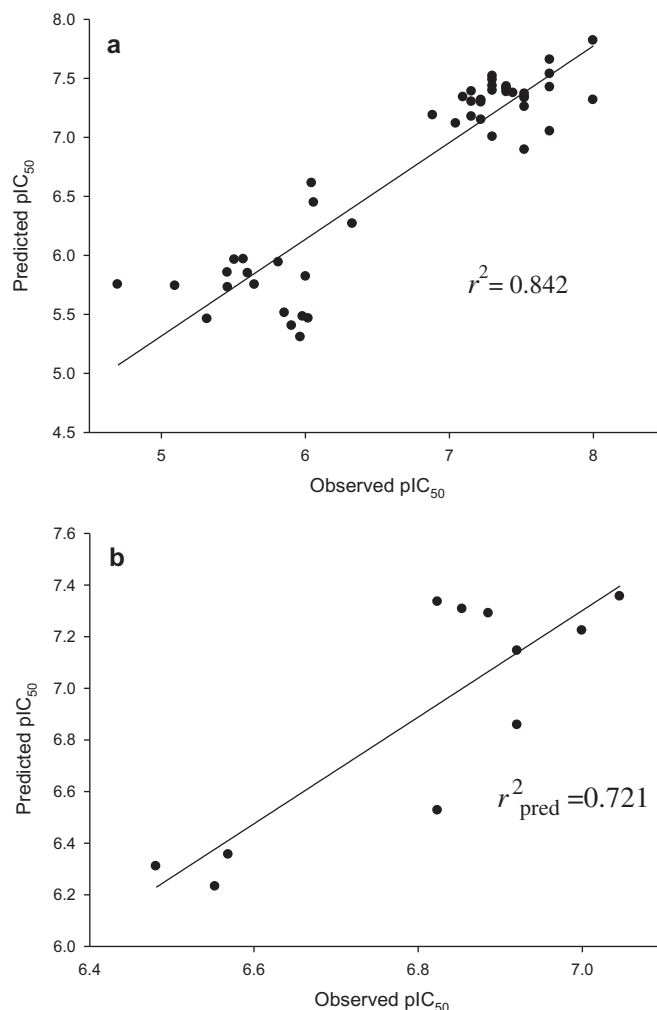 a
8.0
7.5
7.0
6.5
6.0
5.5
5.0
4.5
Predicted pIC50
r2 = 0.842
5 6 7 8
Observed pIC50
b
7.6
7.4
7.2
7.0
6.8
6.6
6.4
6.2
6.0
Predicted pIC50
r2pred =0.721
6.4 6.6 6.8 7.0
Observed pIC50